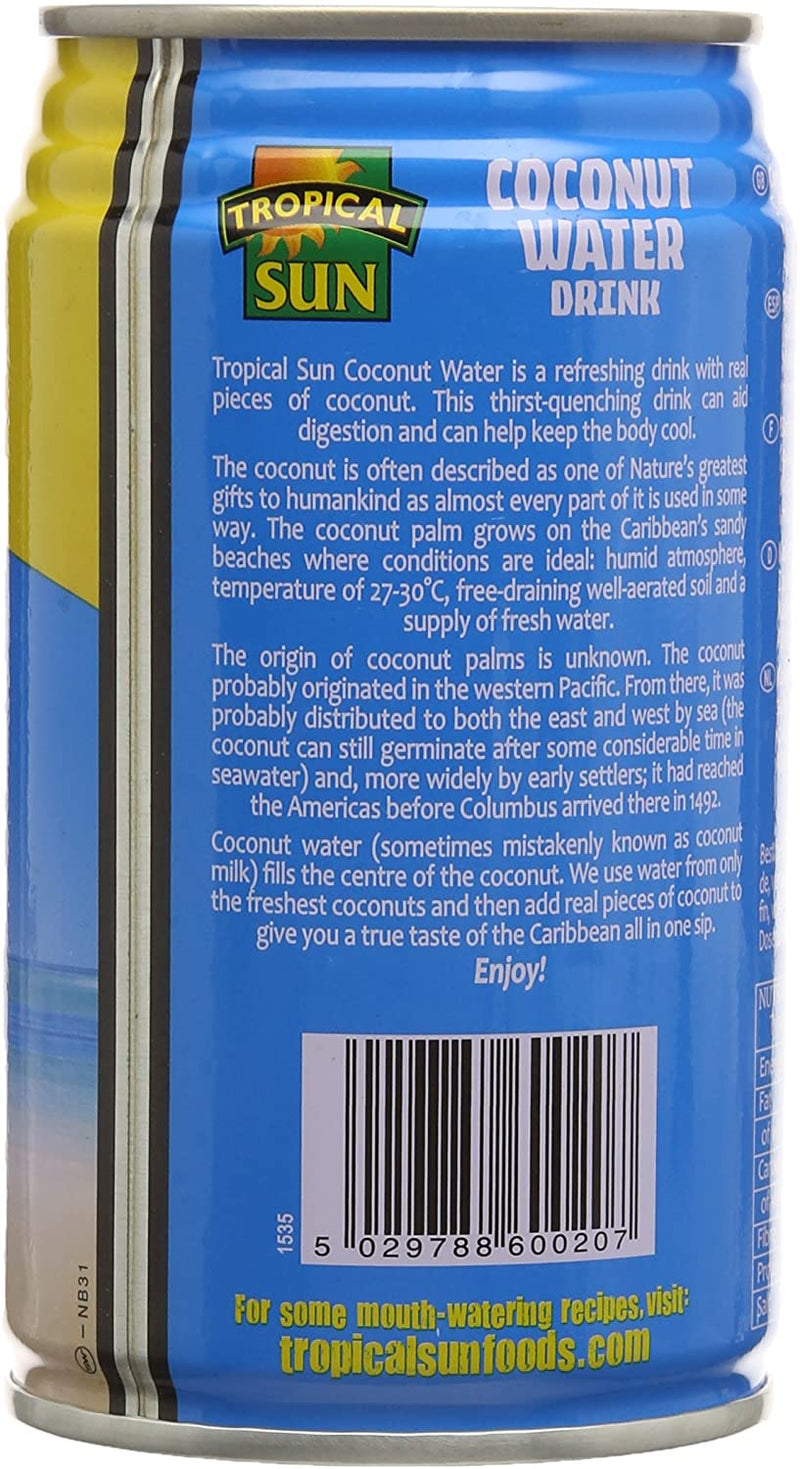 TROPICAL
SUN
COCONUT
WATER
DRINK
Tropical Sun Coconut Water is a refreshing drink with real
pieces of coconut. This thirst-quenching drink can aid
digestion and can help keep the body cool.
The coconut is often described as one of Nature's greatest
gifts to humankind as almost every part of it is used in some
way. The coconut palm grows on the Caribbean's sandy
beaches where conditions are ideal: humid atmosphere,
temperature of 27-30°C, free-draining well-aerated soil and a
supply of fresh water.
The origin of coconut palms is unknown. The coconut
probably originated in the western Pacific. From there, it was
probably distributed to both the east and west by sea (the
coconut can still germinate after some considerable time in
seawater) and, more widely by early settlers; it had reached
the Americas before Columbus arrived there in 1492.
Coconut water (sometimes mistakenly known as coconut
milk) fills the centre of the coconut. We use water from only
the freshest coconuts and then add real pieces of coconut to
give you a true taste of the Caribbean all in one sip.
Enjoy!
1535
5 029788 600207
For some mouth-watering recipes, visit:
tropicalsunfoods.com
– NB31
GB
ESP
F
D
NL